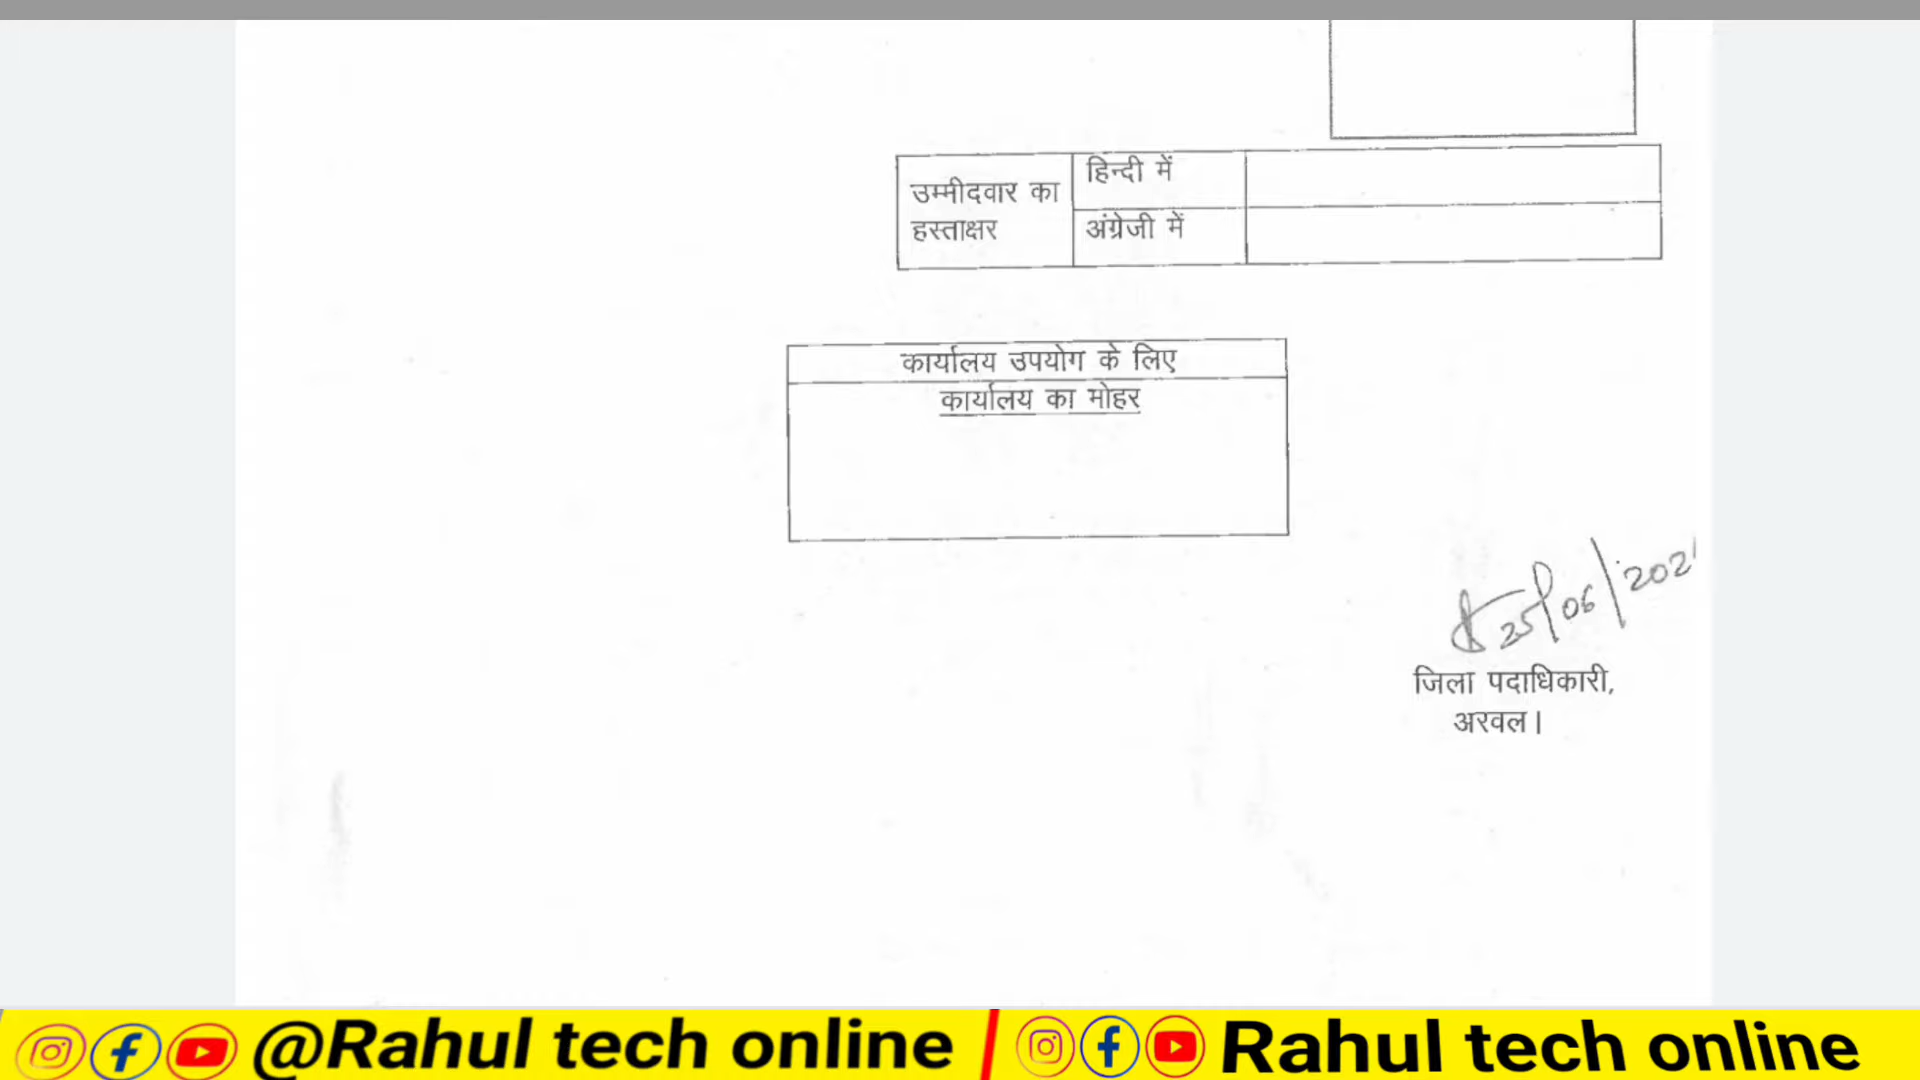 उम्मीदवार का
हस्ताक्षर
हिन्दी में
अंग्रेजी में
कार्यालय उपयोग के लिए
कार्यालय का मोहर
25/06/2021
जिला पदाधिकारी,
अरवल।
@Rahul tech online
Rahul tech online